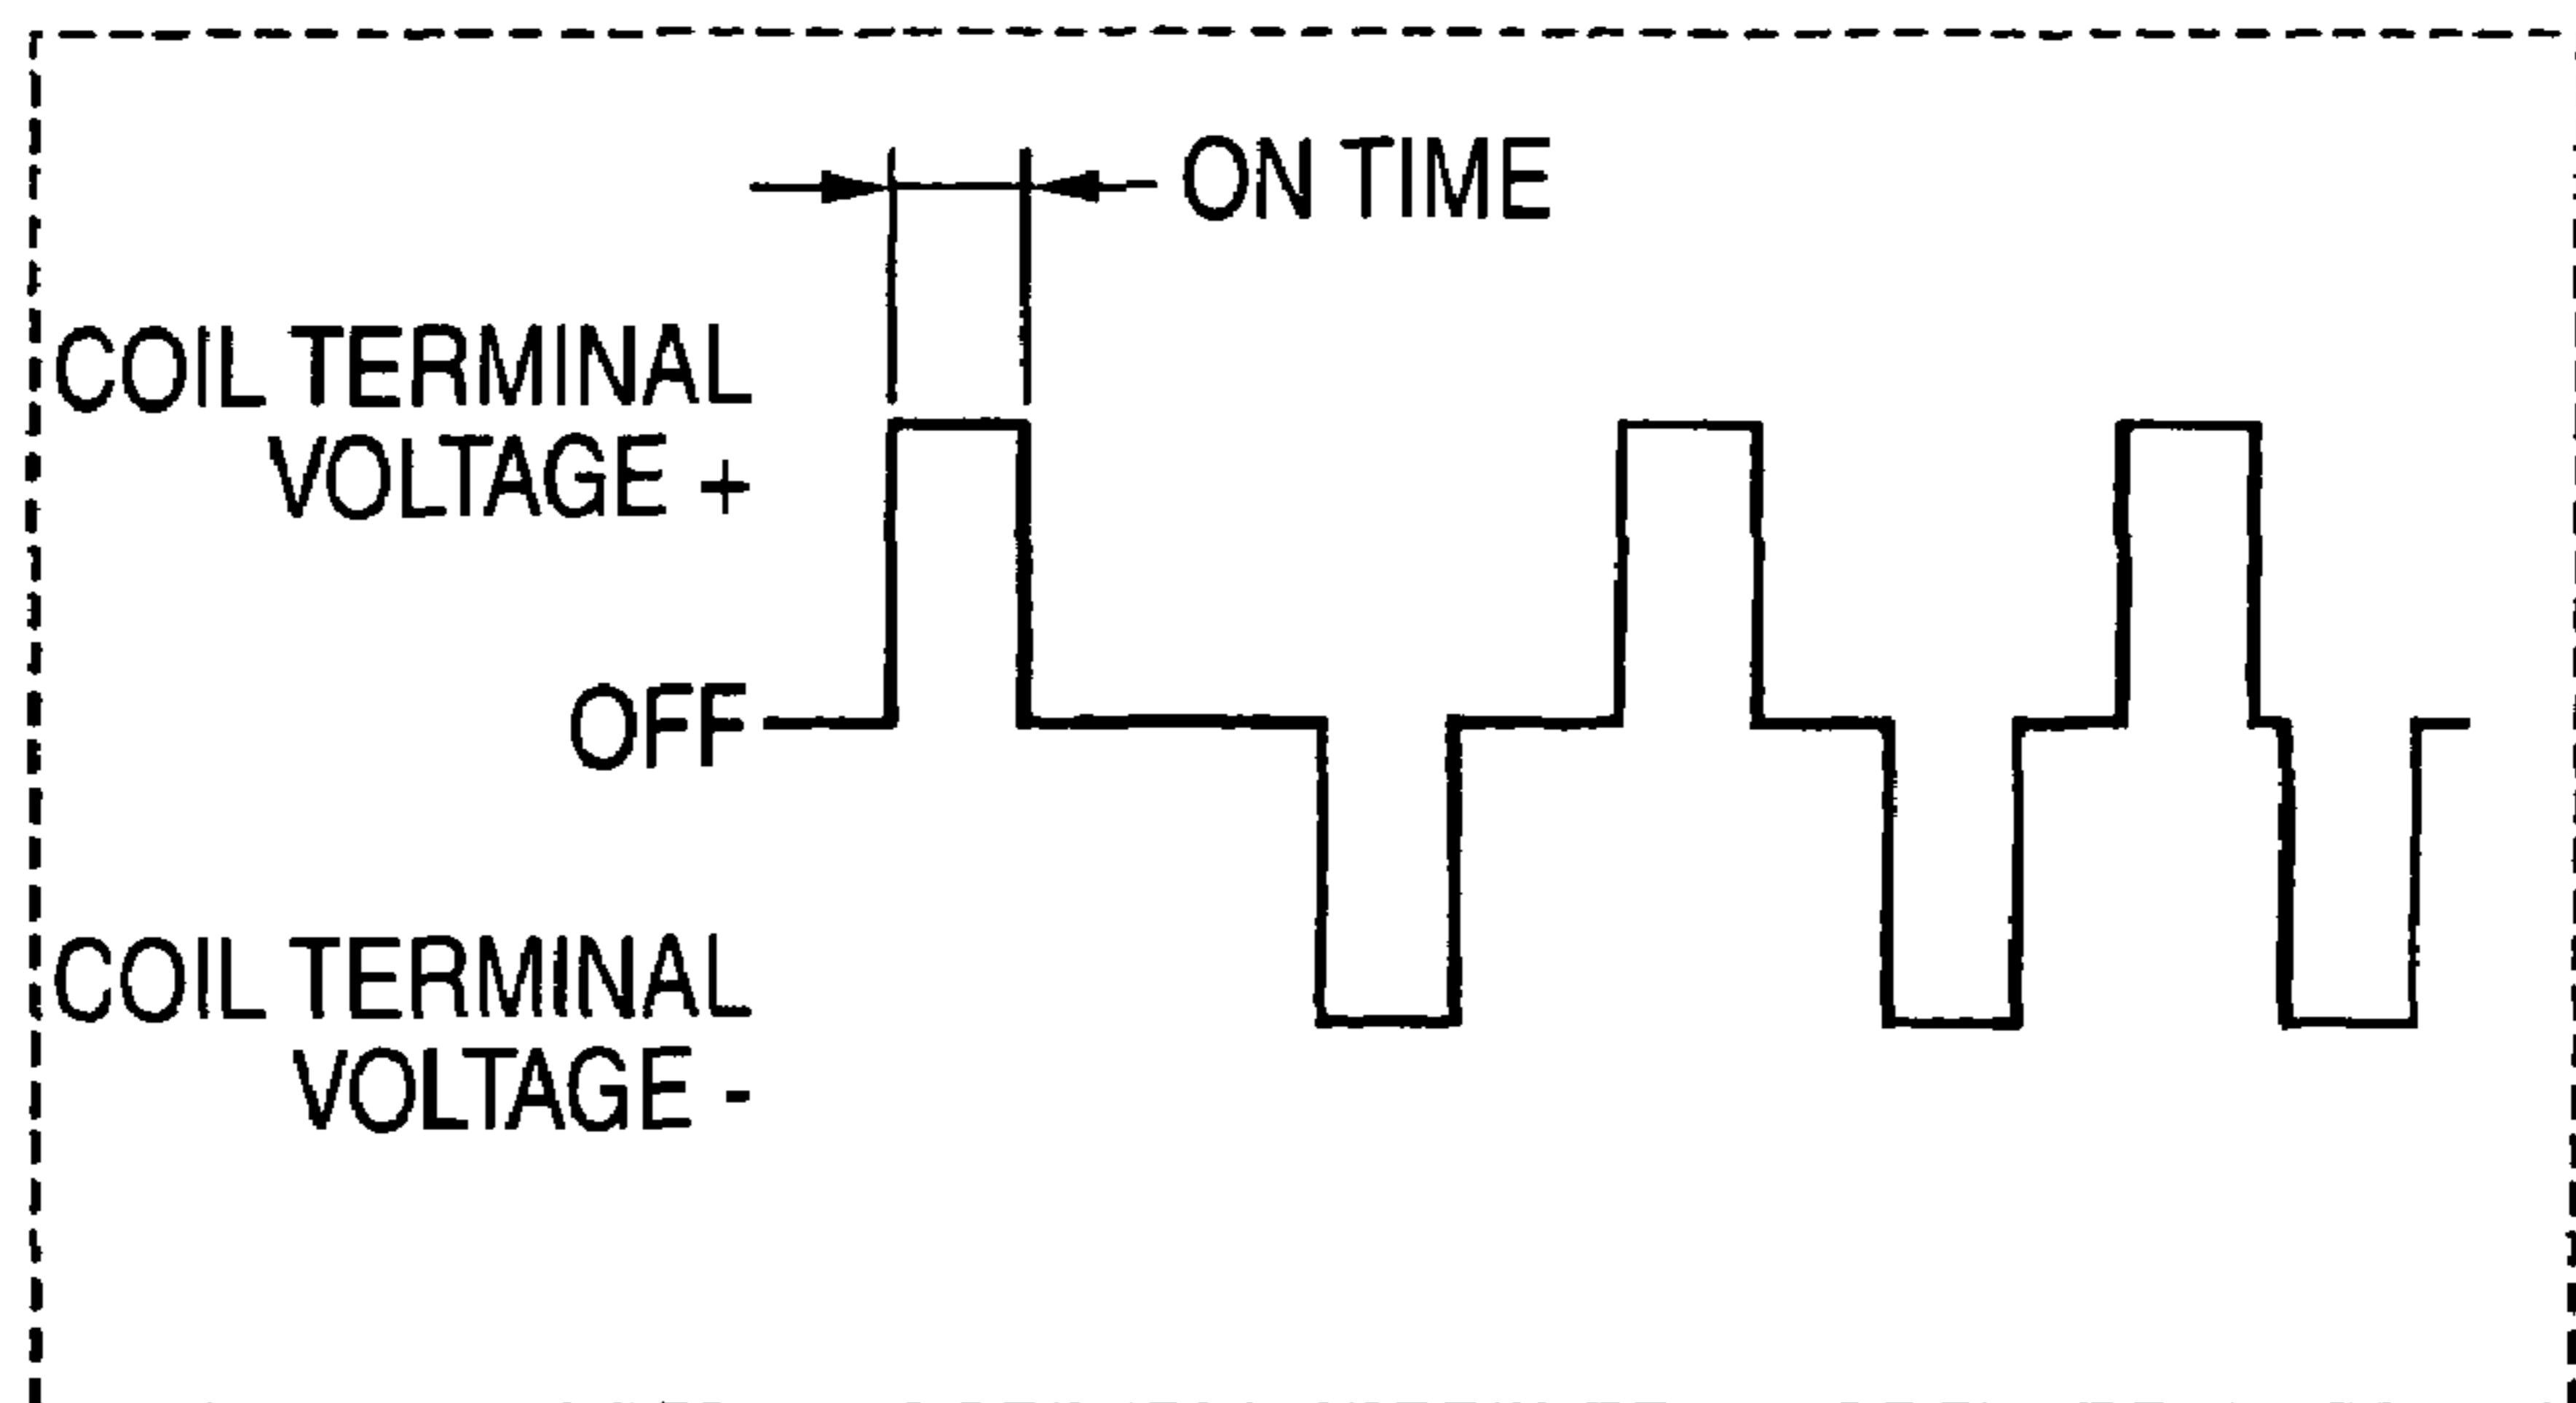 ON TIME
COIL TERMINAL
VOLTAGE +
OFF
COIL TERMINAL
VOLTAGE -